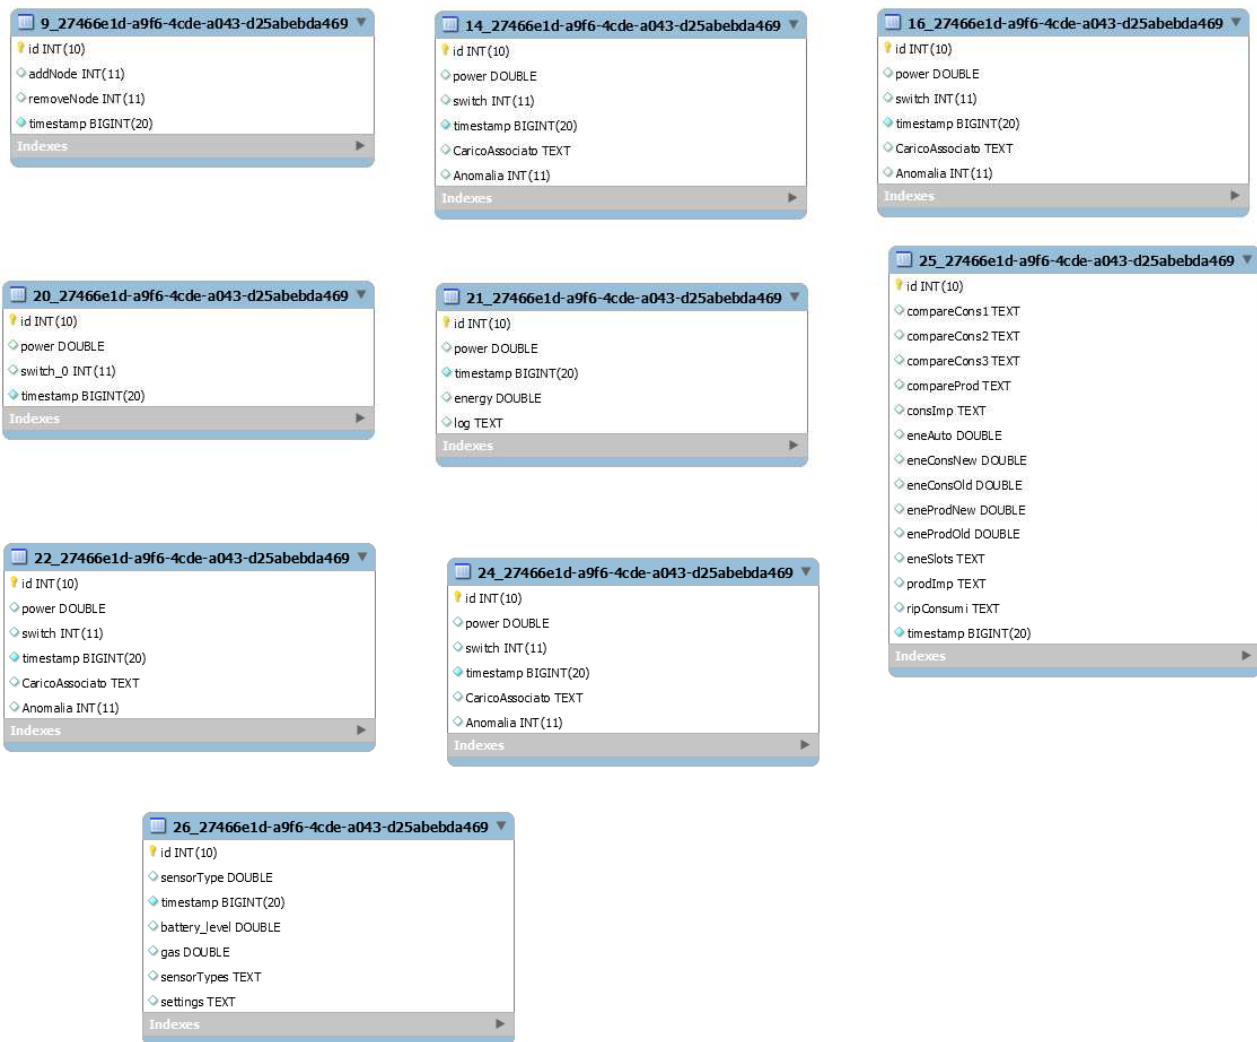 9_27466e1d-a9f6-4cde-a043-d25abebda469
id INT(10)
addNode INT(11)
removeNode INT(11)
timestamp BIGINT(20)
Indexes
14_27466e1d-a9f6-4cde-a043-d25abebda469
id INT(10)
power DOUBLE
switch INT(11)
timestamp BIGINT(20)
CaricoAssociato TEXT
Anomalia INT(11)
Indexes
16_27466e1d-a9f6-4cde-a043-d25abebda469
id INT(10)
power DOUBLE
switch INT(11)
timestamp BIGINT(20)
CaricoAssociato TEXT
Anomalia INT(11)
Indexes
20_27466e1d-a9f6-4cde-a043-d25abebda469
id INT(10)
power DOUBLE
switch_0 INT(11)
timestamp BIGINT(20)
Indexes
21_27466e1d-a9f6-4cde-a043-d25abebda469
id INT(10)
power DOUBLE
timestamp BIGINT(20)
energy DOUBLE
log TEXT
Indexes
25_27466e1d-a9f6-4cde-a043-d25abebda469
id INT(10)
compareCons1 TEXT
compareCons2 TEXT
compareCons3 TEXT
compareProd TEXT
consImp TEXT
eneAuto DOUBLE
eneConsNew DOUBLE
eneConsOld DOUBLE
eneProdNew DOUBLE
eneProdOld DOUBLE
eneSlots TEXT
prodImp TEXT
ripConsumi TEXT
timestamp BIGINT(20)
Indexes
22_27466e1d-a9f6-4cde-a043-d25abebda469
id INT(10)
power DOUBLE
switch INT(11)
timestamp BIGINT(20)
CaricoAssociato TEXT
Anomalia INT(11)
Indexes
24_27466e1d-a9f6-4cde-a043-d25abebda469
id INT(10)
power DOUBLE
switch INT(11)
timestamp BIGINT(20)
CaricoAssociato TEXT
Anomalia INT(11)
Indexes
26_27466e1d-a9f6-4cde-a043-d25abebda469
id INT(10)
sensorType DOUBLE
timestamp BIGINT(20)
battery_level DOUBLE
gas DOUBLE
sensorTypes TEXT
settings TEXT
Indexes